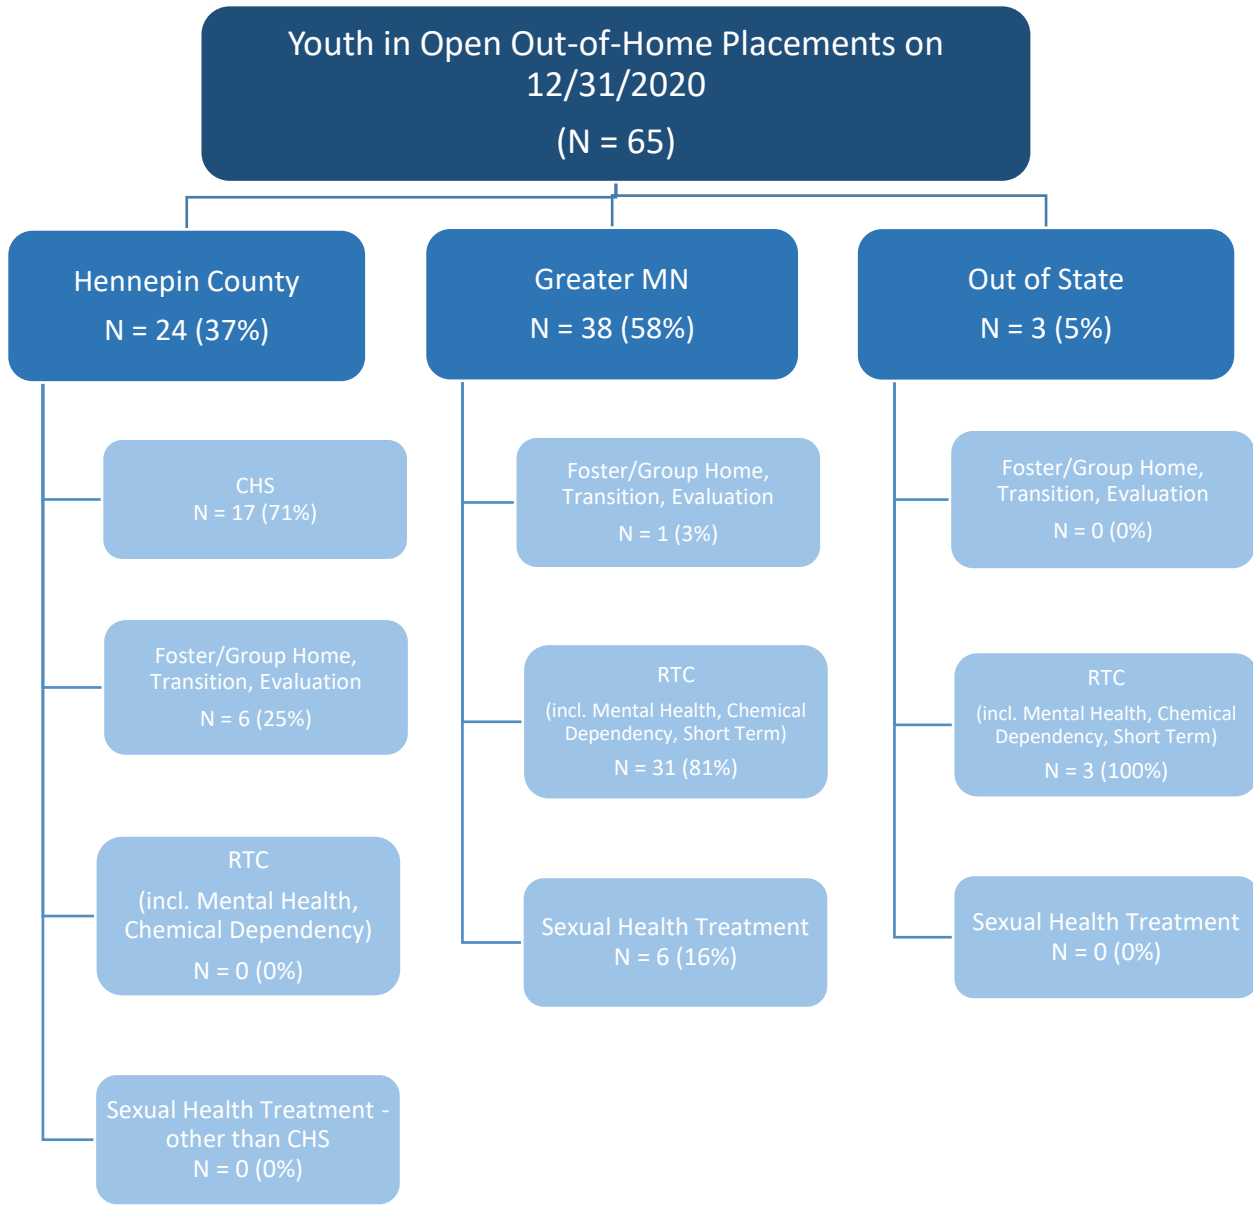 Youth in Open Out-of-Home Placements on
12/31/2020
(N = 65)
Hennepin County
N = 24 (37%)
CHS
N = 17 (71%)
Foster/Group Home,
Transition, Evaluation
N = 6 (25%)
RTC
(incl. Mental Health,
Chemical Dependency)
N = 0 (0%)
Sexual Health Treatment -
other than CHS
N = 0 (0%)
Greater MN
N = 38 (58%)
Foster/Group Home,
Transition, Evaluation
N = 1 (3%)
RTC
(incl. Mental Health, Chemical
Dependency, Short Term)
N = 31 (81%)
Sexual Health Treatment
N = 6 (16%)
Out of State
N = 3 (5%)
Foster/Group Home,
Transition, Evaluation
N = 0 (0%)
RTC
(incl. Mental Health, Chemical
Dependency, Short Term)
N = 3 (100%)
Sexual Health Treatment
N = 0 (0%)